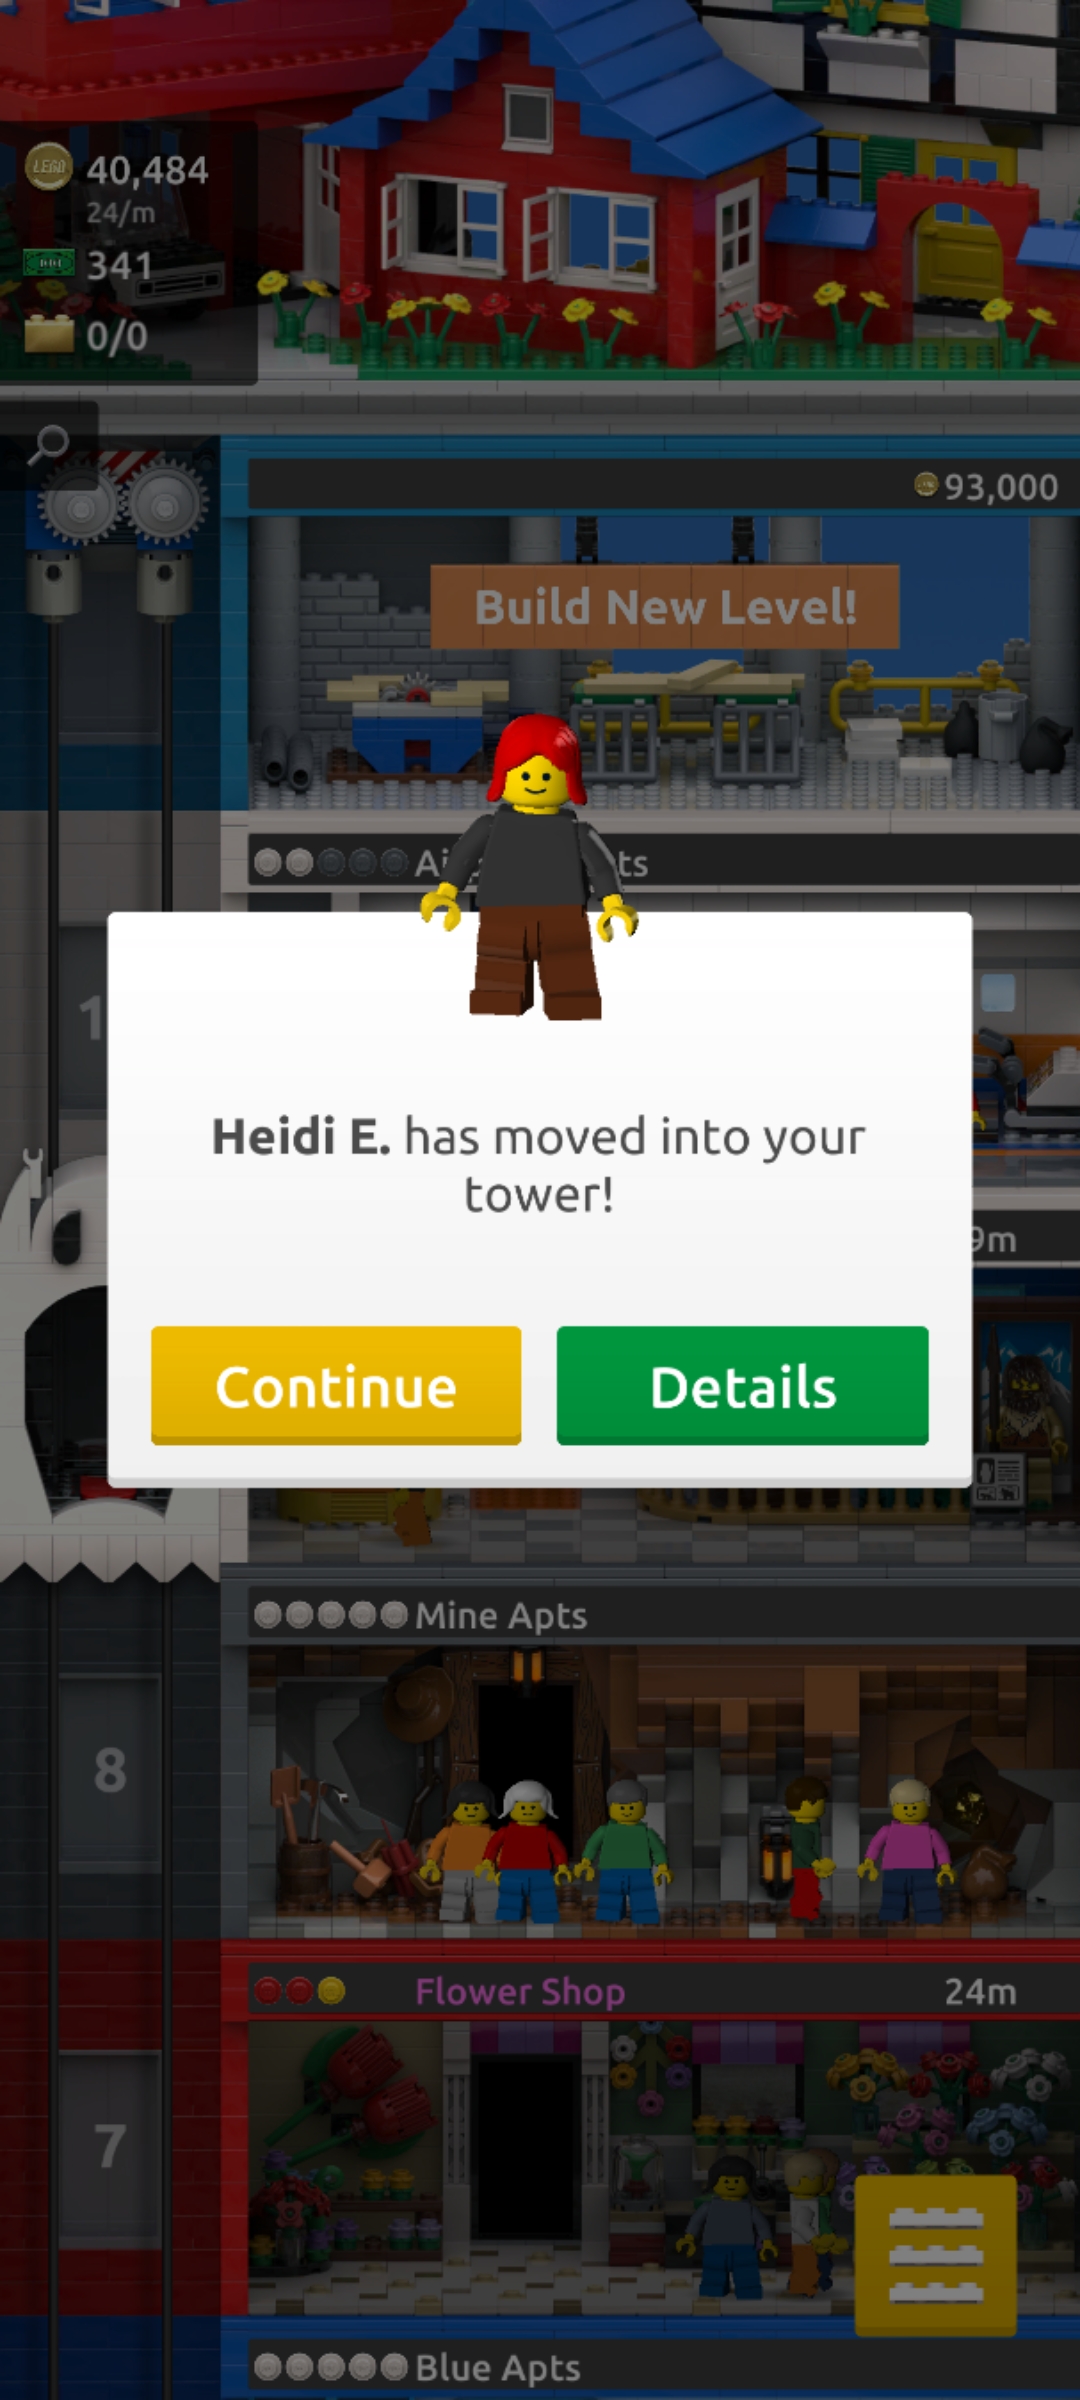 LEGO
40,484
24/m
341
0/0
93,000
Build New Level!
Heidi E. has moved into your
tower!
Continue
Details
Mine Apts
8
Flower Shop
24m
7
Blue Apts